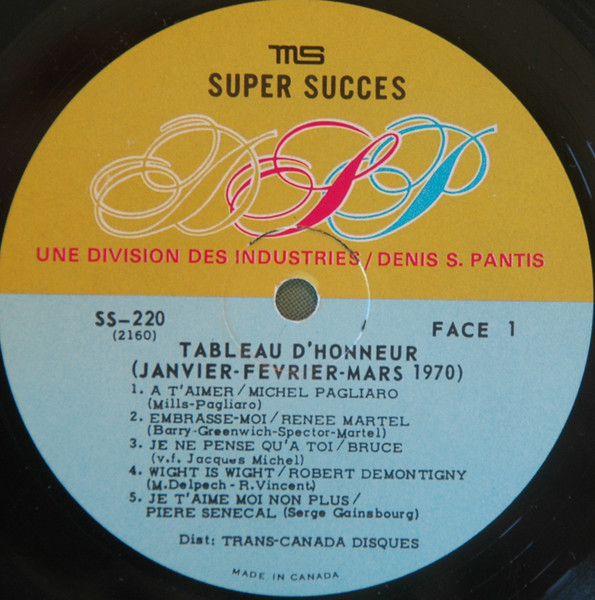 MS
SUPER SUCCES
DSP
UNE DIVISION DES INDUSTRIES/DENIS S. PANTIS
SS-220
(2160)
FACE 1
TABLEAU D'HONNEUR
(JANVIER-FEVRIER-MARS 1970)
1. A T'AIMER/MICHEL PAGLIARO
(Mills-Pagliaro)
2. EMBRASSE-MOI/RENEE MARTEL
(Barry-Greenwich-Spector-Martel)
3. JE NE PENSE QU'A TOI/BRUCE
(v.f. Jacques Michel)
4. WIGHT IS WIGHT/ROBERT DEMONTIGNY
(M.Delpech-R.Vincent)
5. JE T'AIME MOI NON PLUS/
PIERE SENECAL (Serge Gainsbourg)
Dist: TRANS-CANADA DISQUES
MADE IN CANADA